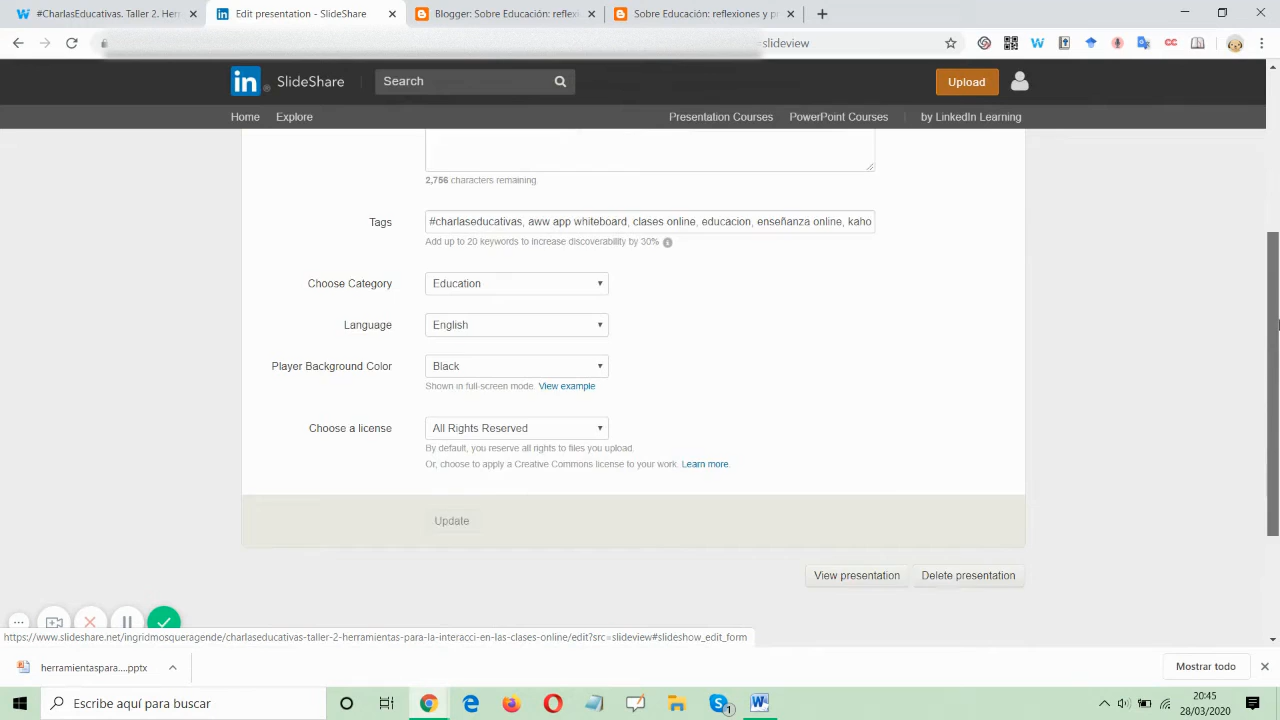 #CharlasEducativas. Taller 2. Her
Edit presentation - SlideShare
Blogger: Sobre Educación: reflexi
Sobre Educación: reflexiones y p
=slideview
in SlideShare
Search
Upload
Home Explore
Presentation Courses PowerPoint Courses by LinkedIn Learning
2,756 characters remaining
Tags #charlaseducativas, aww app whiteboard, clases online, educacion, enseñanza online, kaho
Add up to 20 keywords to increase discoverability by 30%
Choose Category Education
Language English
Player Background Color Black
Shown in full-screen mode. View example
Choose a license All Rights Reserved
By default, you reserve all rights to files you upload.
Or, choose to apply a Creative Commons license to your work. Learn more.
Update
View presentation Delete presentation
https://www.slideshare.net/ingridmosqueragende/charlaseducativas-taller-2-herramientas-para-la-interacci-en-las-clases-online/edit?src=slideview#slideshow_edit_form
herramientaspara....pptx
Mostrar todo
Escribe aquí para buscar
20:45
28/03/2020